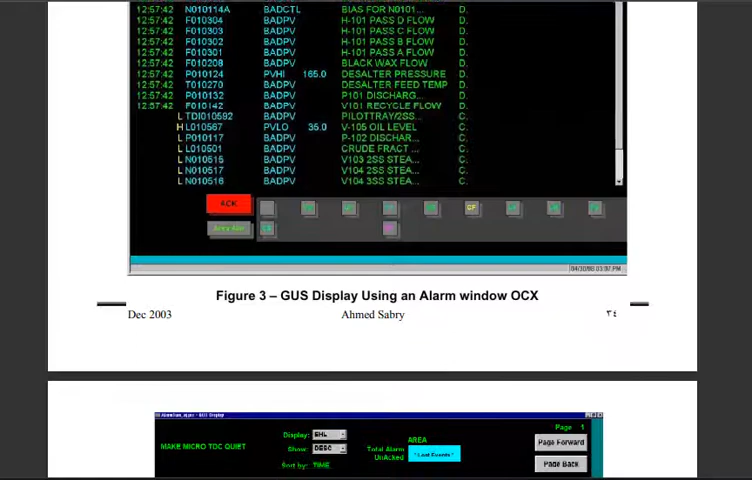 12:57:42 N010114A BADCTL BIAS FOR N0101... D.
12:57:42 F010304 BADPV H-101 PASS D FLOW D.
12:57:42 F010303 BADPV H-101 PASS C FLOW D.
12:57:42 F010302 BADPV H-101 PASS B FLOW D.
12:57:42 F010301 BADPV H-101 PASS A FLOW D.
12:57:42 F010208 BADPV BLACK WAX FLOW D.
12:57:42 P010124 PVHI 165.0 DESALTER PRESSURE D.
12:57:42 T010270 BADPV DESALTER FEED TEMP D.
12:57:42 P010132 BADPV P101 DISCHARG... D.
12:57:42 F010142 BADPV V101 RECYCLE FLOW D.
L TDI010592 BADPV PILOTTRAY/2SS... C.
H L010567 PVLO 35.0 V-105 OIL LEVEL C.
L P010117 BADPV P-102 DISCHAR... C.
L L010501 BADPV CRUDE FRACT ... C.
L N010515 BADPV V103 2SS STEA... C.
L N010517 BADPV V104 2SS STEA... C.
L N010516 BADPV V104 3SS STEA... C.
ACK
Figure 3 – GUS Display Using an Alarm window OCX
Dec 2003 Ahmed Sabry ٣٤
GUS Display
Page 1
Display: EHL AREA Page Forward
MAKE MICRO TDC QUIET Show: DESC Total Alarm
UnAcked "Lost Events"
Sort by: TIME Page Back